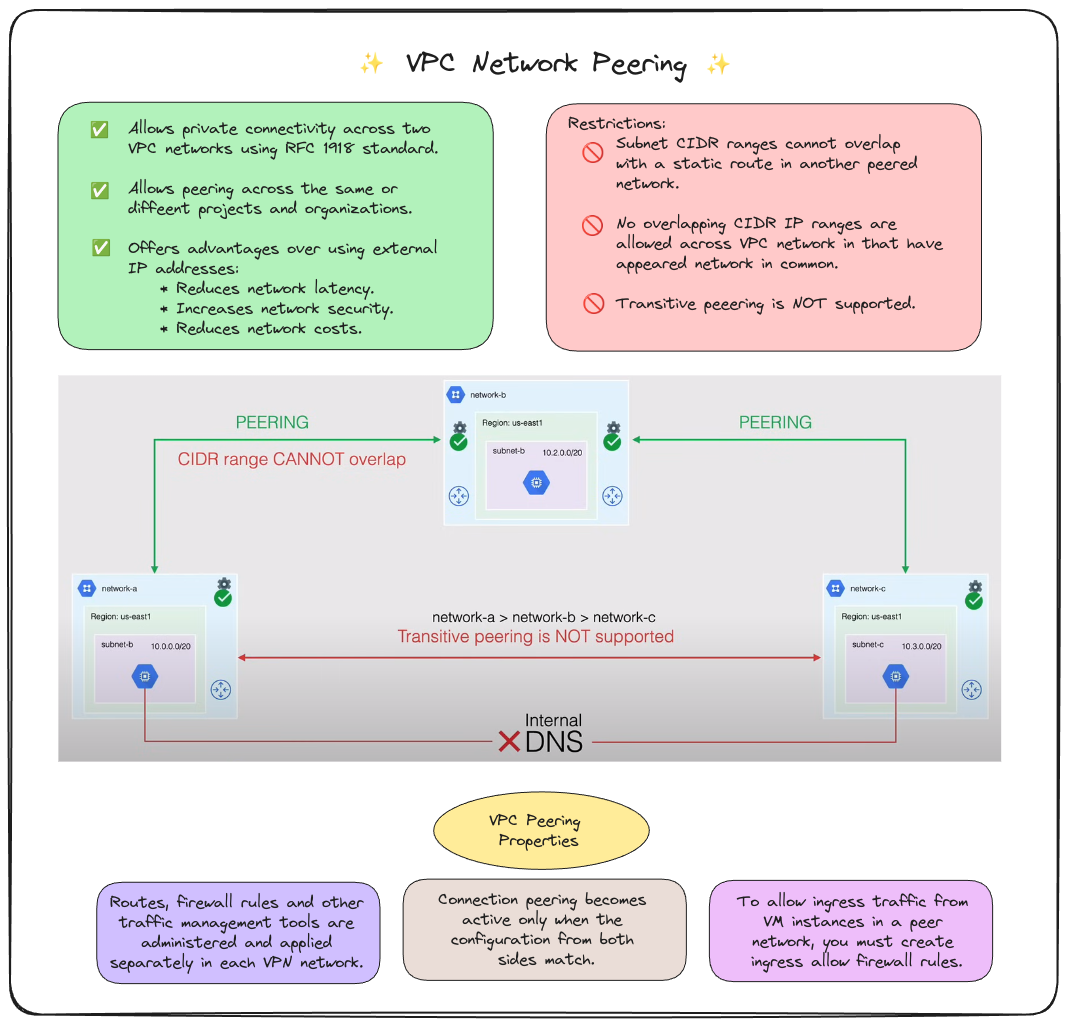 ✨ VPC Network Peering ✨
✅ Allows private connectivity across two
VPC networks using RFC 1918 standard.
✅ Allows peering across the same or
diffeent projects and organizations.
✅ Offers advantages over using external
IP addresses:
* Reduces network latency.
* Increases network security.
* Reduces network costs.
Restrictions:
🚫 Subnet CIDR ranges cannot overlap
with a static route in another peered
network.
🚫 No overlapping CIDR IP ranges are
allowed across VPC network in that have
appeared network in common.
🚫 Transitive peeering is NOT supported.
network-b
PEERING
Region: us-east1
PEERING
CIDR range CANNOT overlap
subnet-b 10.2.0.0/20
network-a
network-c
Region: us-east1
network-a > network-b > network-c
Region: us-east1
Transitive peering is NOT supported
subnet-b 10.0.0.0/20
subnet-c 10.3.0.0/20
Internal
DNS
VPC Peering
Properties
Routes, firewall rules and other
traffic management tools are
administered and applied
separately in each VPN network.
Connection peering becomes
active only when the
configuration from both
sides match.
To allow ingress traffic from
VM instances in a peer
network, you must create
ingress allow firewall rules.